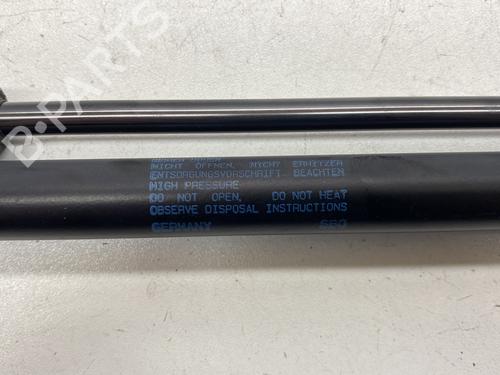 B-PARTS
NICHT ÖFFNEN, NICHT ERHITZEN
ENTSORGUNGSVORSCHRIFT BEACHTEN
HIGH PRESSURE
DO NOT OPEN, DO NOT HEAT
OBSERVE DISPOSAL INSTRUCTIONS
GERMANY